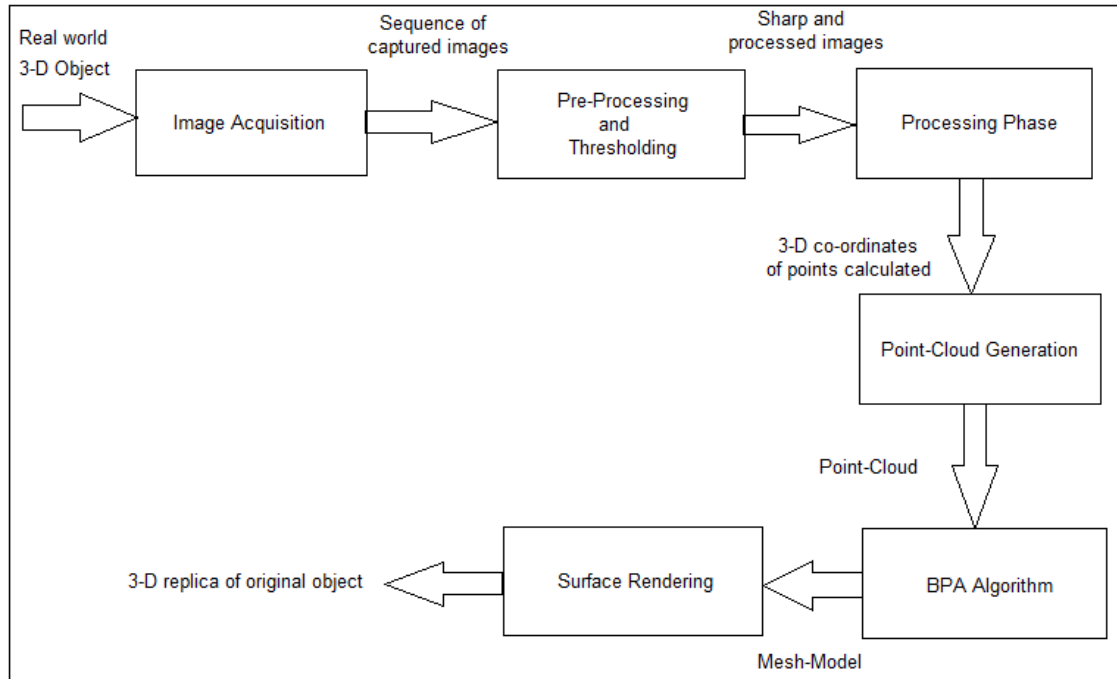 Real world
3-D Object
Image Acquisition
Sequence of
captured images
Pre-Processing
and
Thresholding
Sharp and
processed images
Processing Phase
3-D co-ordinates
of points calculated
Point-Cloud Generation
Point-Cloud
BPA Algorithm
Mesh-Model
Surface Rendering
3-D replica of original object